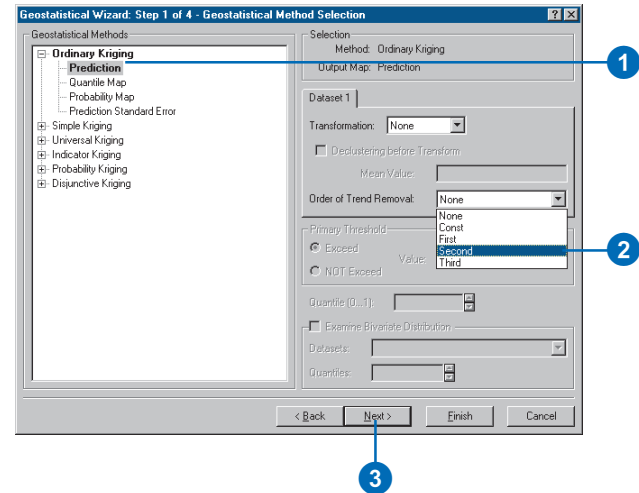 Geostatistical Wizard: Step 1 of 4 - Geostatistical Method Selection
Geostatistical Methods
Ordinary Kriging
Prediction
Quantile Map
Probability Map
Prediction Standard Error
Simple Kriging
Universal Kriging
Indicator Kriging
Probability Kriging
Disjunctive Kriging
Selection
Method: Ordinary Kriging
Output Map: Prediction
Dataset 1
Transformation: None
Declustering before Transform
Mean Value:
Order of Trend Removal: None
None
Const
First
Second
Third
Primary Threshold
Exceed
Value:
NOT Exceed
Quantile (0...1):
Examine Bivariate Distribution
Datasets:
Quantiles:
< Back Next > Finish Cancel
1
2
3